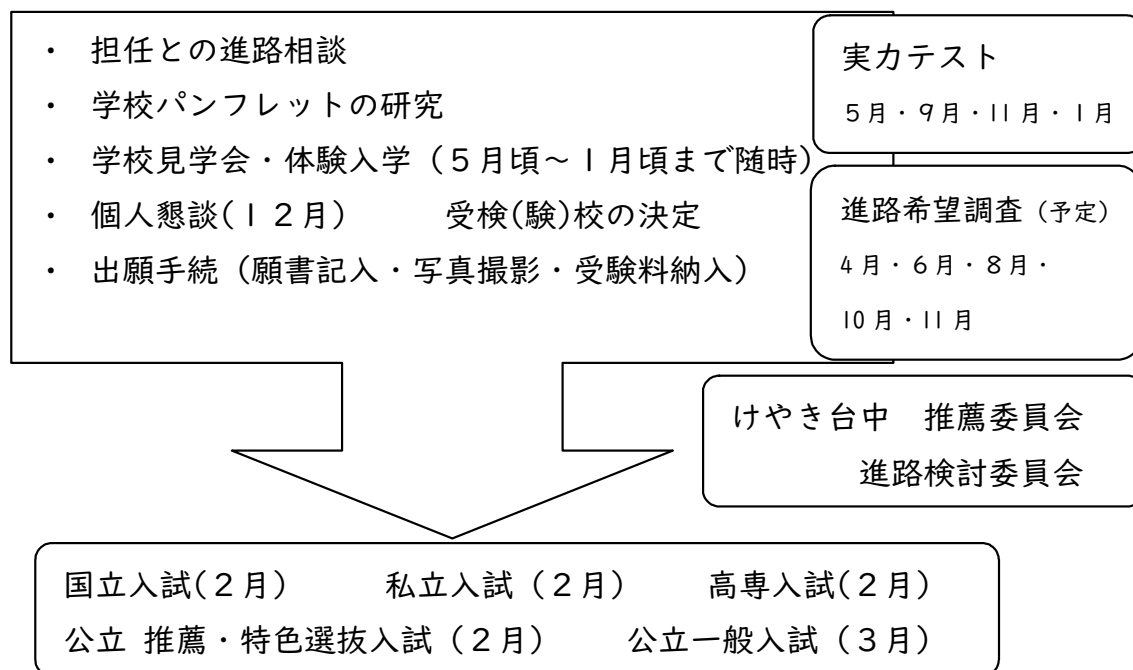 ・ 担任との進路相談
・ 学校パンフレットの研究
・ 学校見学会・体験入学（５月頃～１月頃まで随時）
・ 個人懇談(１２月)　　受検(験)校の決定
・ 出願手続（願書記入・写真撮影・受験料納入）
実力テスト
５月・９月・11月・１月
進路希望調査（予定）
４月・６月・８月・
10月・11月
けやき台中　推薦委員会
進路検討委員会
国立入試(２月)　　私立入試（２月）　　高専入試(２月)
公立 推薦・特色選抜入試（２月）　　公立一般入試（３月）